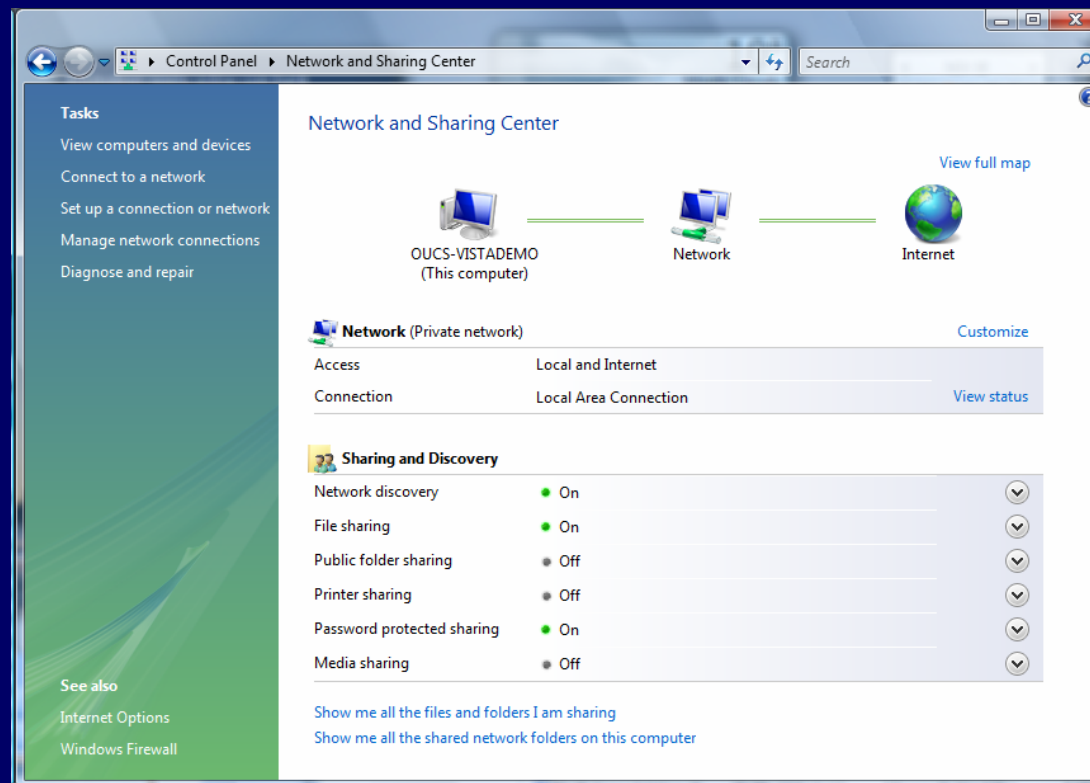 Control Panel Network and Sharing Center
Search
Tasks
View computers and devices
Connect to a network
Set up a connection or network
Manage network connections
Diagnose and repair
See also
Internet Options
Windows Firewall
Network and Sharing Center
View full map
OUCS-VISTADEMO
(This computer)
Network
Internet
Network (Private network) Customize
Access Local and Internet
Connection Local Area Connection View status
Sharing and Discovery
Network discovery On
File sharing On
Public folder sharing Off
Printer sharing Off
Password protected sharing On
Media sharing Off
Show me all the files and folders I am sharing
Show me all the shared network folders on this computer